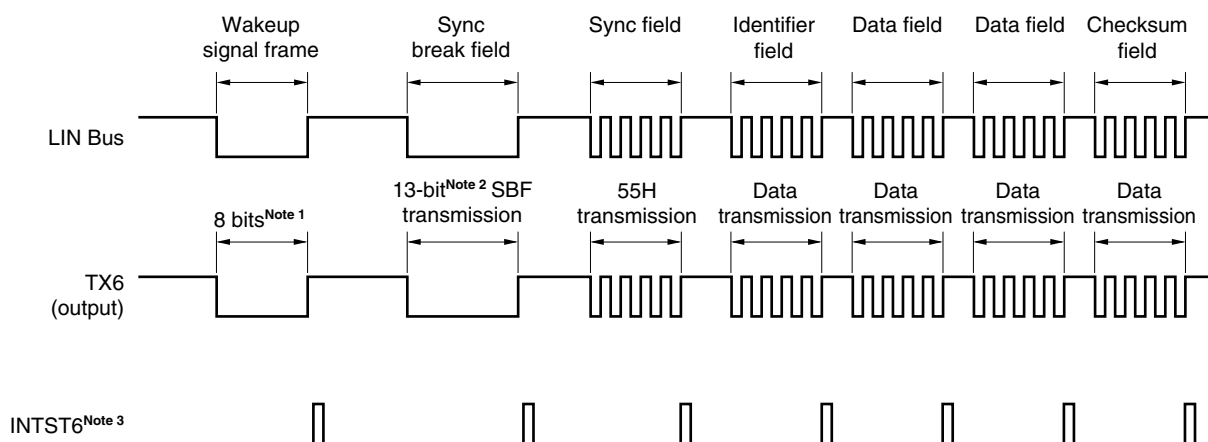 Wakeup
signal frame
Sync
break field
Sync field
Identifier
field
Data field
Data field
Checksum
field
LIN Bus
8 bitsNote 1
13-bitNote 2 SBF
transmission
55H
transmission
Data
transmission
Data
transmission
Data
transmission
Data
transmission
TX6
(output)
INTST6Note 3